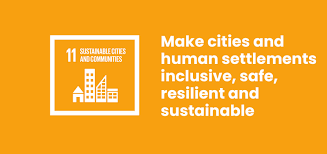 11 SUSTAINABLE CITIES
AND COMMUNITIES
Make cities and
human settlements
inclusive, safe,
resilient and
sustainable